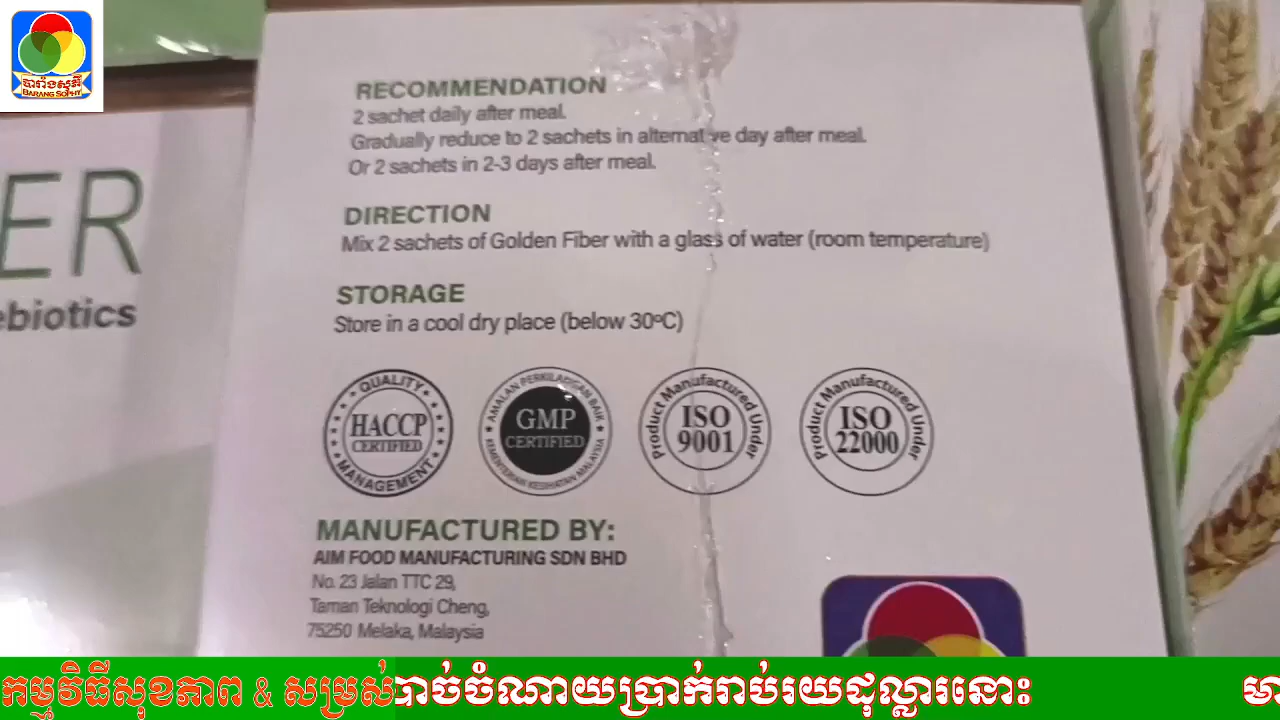 បារាំងសុភី
BARANG SOPHY
ER
ebiotics
RECOMMENDATION
2 sachet daily after meal.
Gradually reduce to 2 sachets in alternative day after meal.
Or 2 sachets in 2-3 days after meal.
DIRECTION
Mix 2 sachets of Golden Fiber with a glass of water (room temperature)
STORAGE
Store in a cool dry place (below 30ºC)
QUALITY
HACCP
CERTIFIED
MANAGEMENT
AMALAN PERKILANGAN BAIK
GMP
CERTIFIED
KEMENTERIAN KESIHATAN MALAYSIA
Product Manufactured Under
ISO
9001
Product Manufactured Under
ISO
22000
MANUFACTURED BY:
AIM FOOD MANUFACTURING SDN BHD
No. 23 Jalan TTC 29,
Taman Teknologi Cheng,
75250 Melaka, Malaysia
កម្មវិធីសុខភាព & សម្រស់
បាច់ចំណាយប្រាក់រាប់រយដុល្លារនោះ
មា